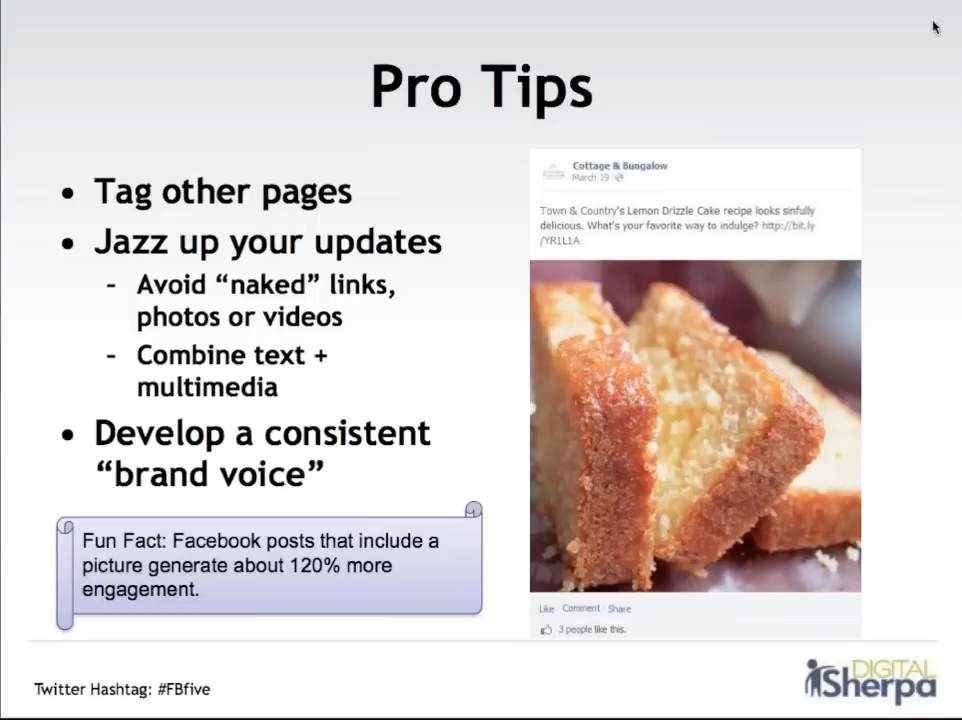 Pro Tips
• Tag other pages
• Jazz up your updates
- Avoid “naked” links,
photos or videos
- Combine text +
multimedia
• Develop a consistent
“brand voice”
Fun Fact: Facebook posts that include a
picture generate about 120% more
engagement.
Cottage & Bungalow
March 19
Town & Country's Lemon Drizzle Cake recipe looks sinfully
delicious. What's your favorite way to indulge? http://bit.ly
/YR1L1A
Like · Comment · Share
3 people like this.
Twitter Hashtag: #FBfive
DIGITAL
Sherpa